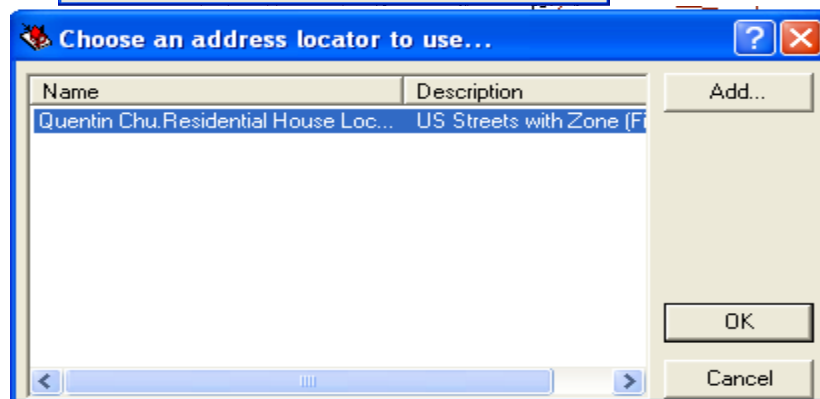 Choose an address locator to use...
Name Description Add...
Quentin Chu.Residential House Loc... US Streets with Zone (Fi
OK
Cancel